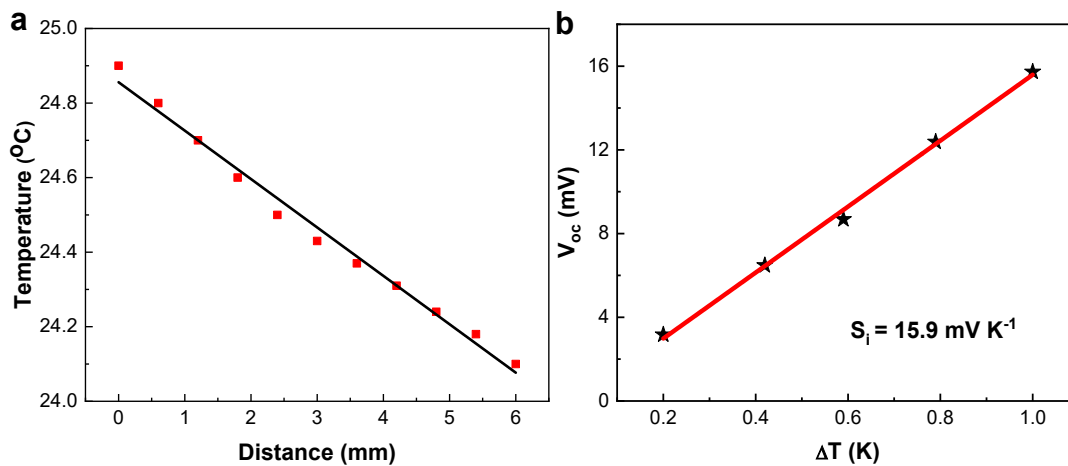 a
25.0
24.8
24.6
24.4
24.2
24.0
Temperature (°C)
0 1 2 3 4 5 6
Distance (mm)
b
16
12
8
4
0
Voc (mV)
Si = 15.9 mV K-1
0.2 0.4 0.6 0.8 1.0
ΔT (K)